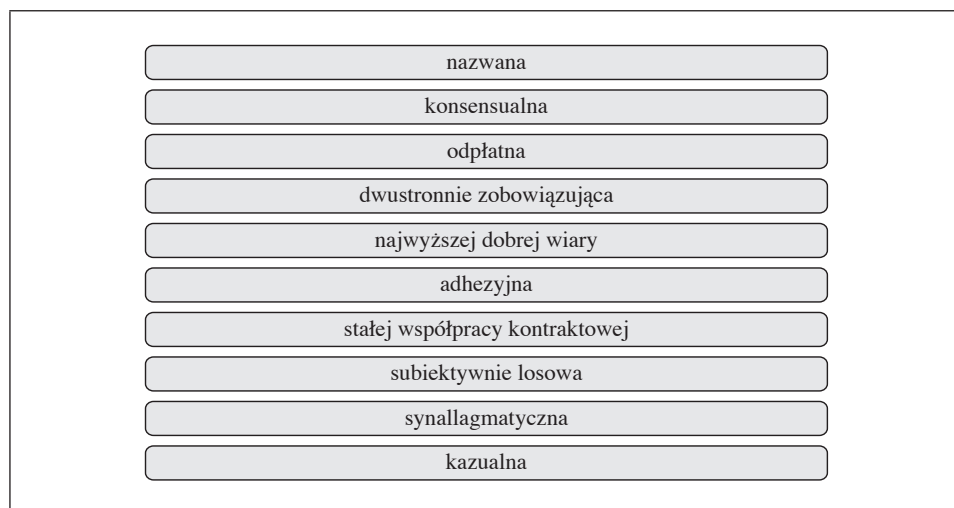 nazwana
konsensualna
odpłatna
dwustronnie zobowiązująca
najwyższej dobrej wiary
adhezyjna
stałej współpracy kontraktowej
subiektywnie losowa
synallagmatyczna
kazualna